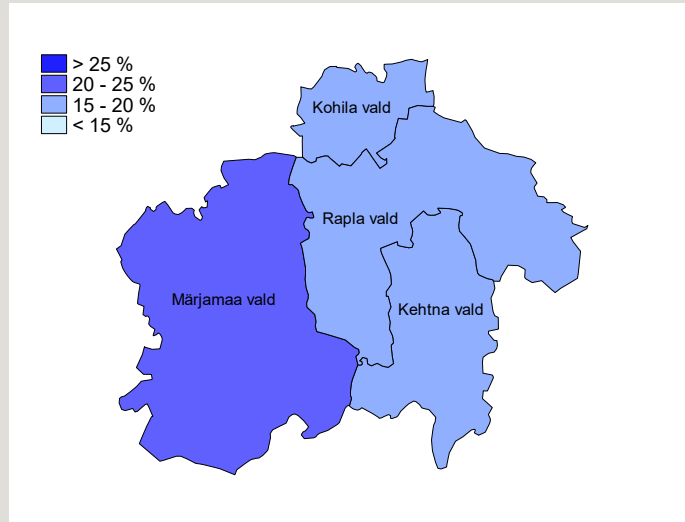 > 25 %
20 - 25 %
15 - 20 %
< 15 %
Kohila vald
Rapla vald
Märjamaa vald
Kehtna vald